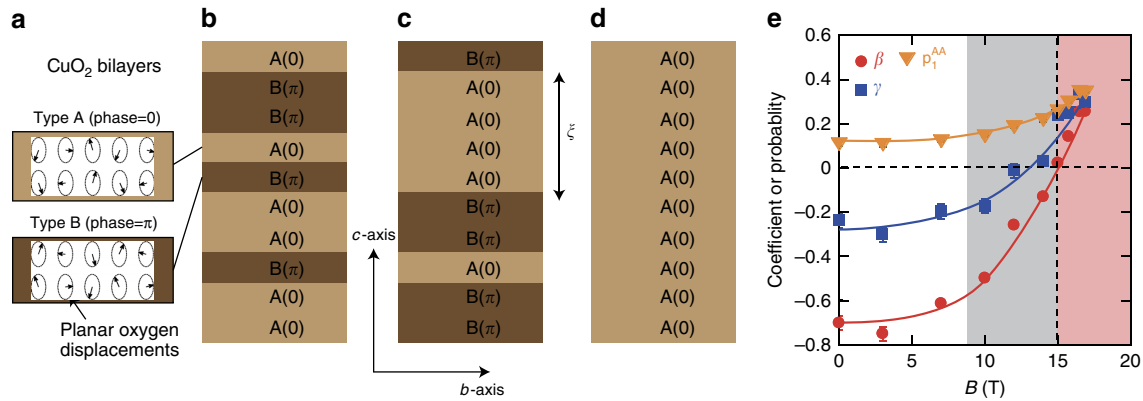 a
CuO₂ bilayers
Type A (phase=0)
Type B (phase=π)
Planar oxygen
displacements
b
A(0)
B(π)
B(π)
A(0)
B(π)
A(0)
A(0)
B(π)
A(0)
A(0)
c
B(π)
A(0)
A(0)
A(0)
A(0)
B(π)
B(π)
A(0)
B(π)
B(π)
ξ
c-axis
b-axis
d
A(0)
A(0)
A(0)
A(0)
A(0)
A(0)
A(0)
A(0)
A(0)
A(0)
e
Coefficient or probablity
0.6
0.4
0.2
0
−0.2
−0.4
−0.6
−0.8
β
p₁ᴬᴬ
γ
0
5
10
15
20
B (T)